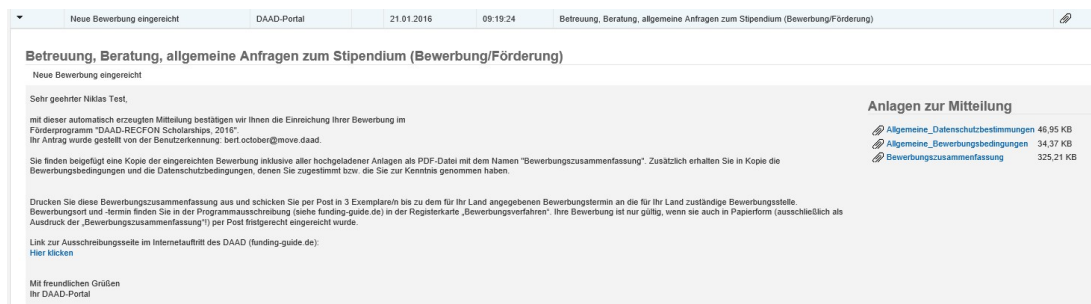 Neue Bewerbung eingereicht DAAD-Portal 21.01.2016 09:19:24 Betreuung, Beratung, allgemeine Anfragen zum Stipendium (Bewerbung/Förderung)
Betreuung, Beratung, allgemeine Anfragen zum Stipendium (Bewerbung/Förderung)
Neue Bewerbung eingereicht
Sehr geehrter Niklas Test,
mit dieser automatisch erzeugten Mitteilung bestätigen wir Ihnen die Einreichung Ihrer Bewerbung im
Förderprogramm "DAAD-RECFON Scholarships, 2016".
Ihr Antrag wurde gestellt von der Benutzerkennung: bert.october@move.daad.
Sie finden beigefügt eine Kopie der eingereichten Bewerbung inklusive aller hochgeladener Anlagen als PDF-Datei mit dem Namen "Bewerbungszusammenfassung". Zusätzlich erhalten Sie in Kopie die
Bewerbungsbedingungen und die Datenschutzbedingungen, denen Sie zugestimmt bzw. die Sie zur Kenntnis genommen haben.
Drucken Sie diese Bewerbungszusammenfassung aus und schicken Sie per Post in 3 Exemplare/n bis zu dem für Ihr Land angegebenen Bewerbungstermin an die für Ihr Land zuständige Bewerbungsstelle.
Bewerbungsort und -termin finden Sie in der Programmausschreibung (siehe funding-guide.de) in der Registerkarte „Bewerbungsverfahren". Ihre Bewerbung ist nur gültig, wenn sie auch in Papierform (ausschließlich als
Ausdruck der „Bewerbungszusammenfassung"!) per Post fristgerecht eingereicht wurde.
Link zur Ausschreibungsseite im Internetauftritt des DAAD (funding-guide.de):
Hier klicken
Mit freundlichen Grüßen
Ihr DAAD-Portal
Anlagen zur Mitteilung
Allgemeine_Datenschutzbestimmungen 46,95 KB
Allgemeine_Bewerbungsbedingungen 34,37 KB
Bewerbungszusammenfassung 325,21 KB